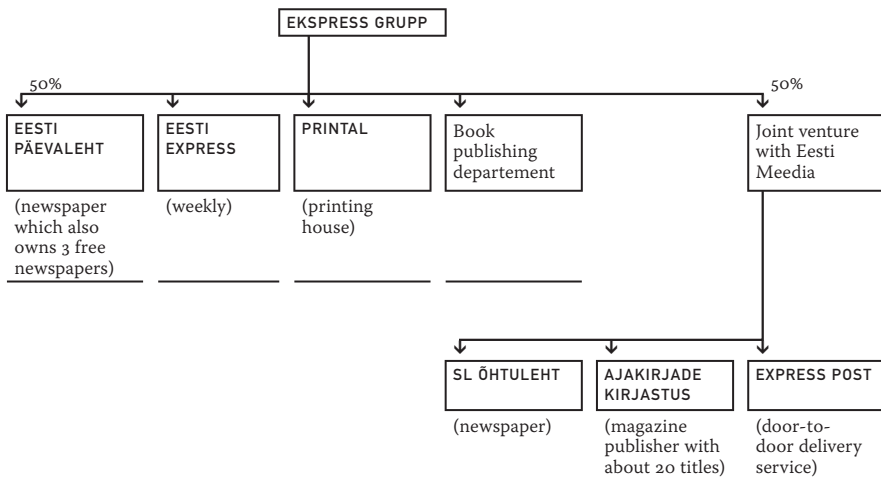 EKSPRESS GRUPP
50%
50%
EESTI
PÄEVALEHT
EESTI
EXPRESS
PRINTAL
Book
publishing
departement
Joint venture
with Eesti
Meedia
(newspaper
which also
owns 3 free
newspapers)
(weekly)
(printing
house)
SL ÕHTULEHT
AJAKIRJADE
KIRJASTUS
EXPRESS POST
(newspaper)
(magazine
publisher with
about 20 titles)
(door-to-
door delivery
service)